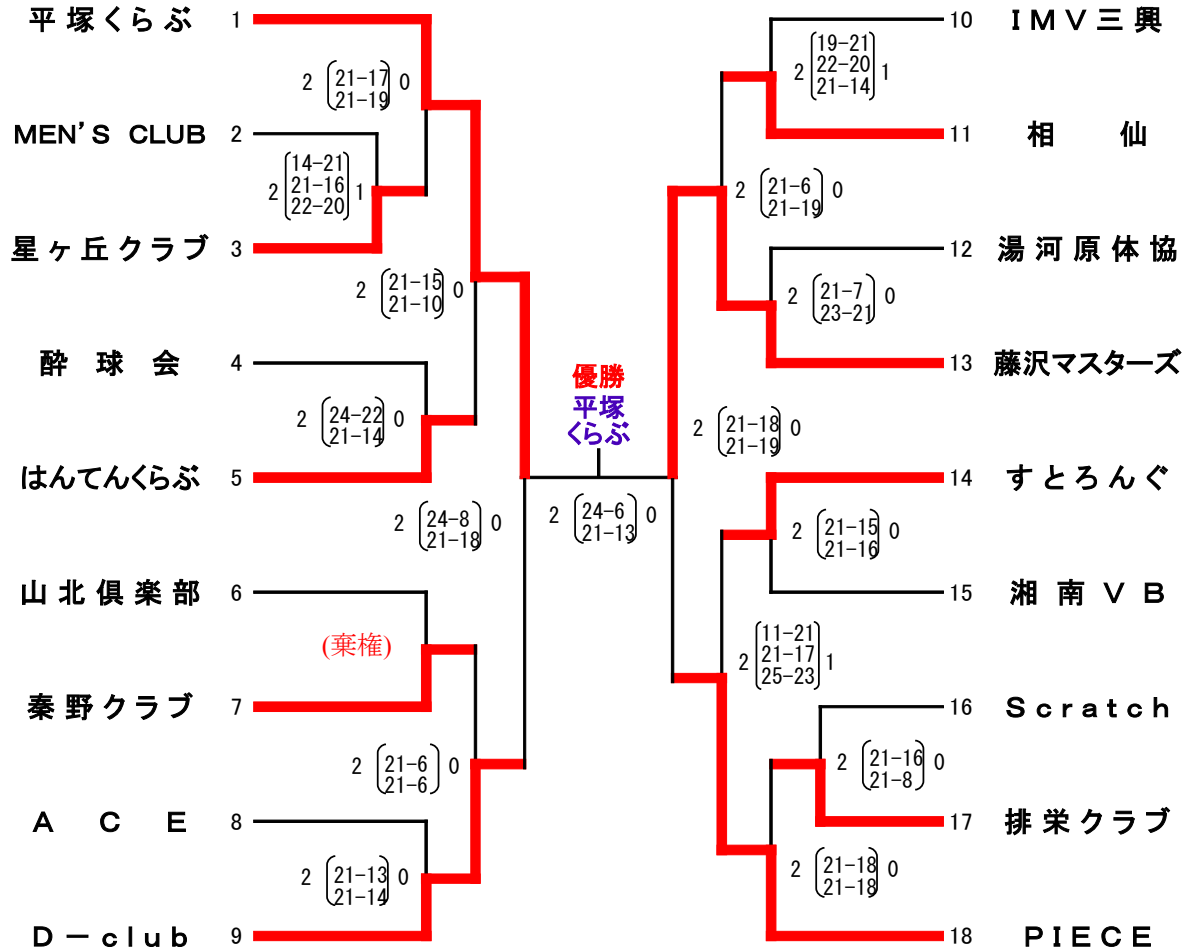 平塚くらぶ 1
2 21-17 0
21-19
MEN'S CLUB 2
14-21
2 21-16 1
22-20
星ヶ丘クラブ 3
2 21-15 0
21-10
酔球会 4
2 24-22 0
21-14
はんてんくらぶ 5
2 24-8 0
21-18
山北倶楽部 6
(棄権)
秦野クラブ 7
2 21-6 0
21-6
ACE 8
2 21-13 0
21-14
D-club 9
優勝
平塚
くらぶ
2 24-6 0
21-13
10 IMV三興
19-21
2 22-20 1
21-14
11 相仙
2 21-6 0
21-19
12 湯河原体協
2 21-7 0
23-21
13 藤沢マスターズ
2 21-18 0
21-19
14 すとろんぐ
2 21-15 0
21-16
15 湘南VB
11-21
2 21-17 1
25-23
16 Scratch
2 21-16 0
21-8
17 排栄クラブ
2 21-18 0
21-18
18 PIECE